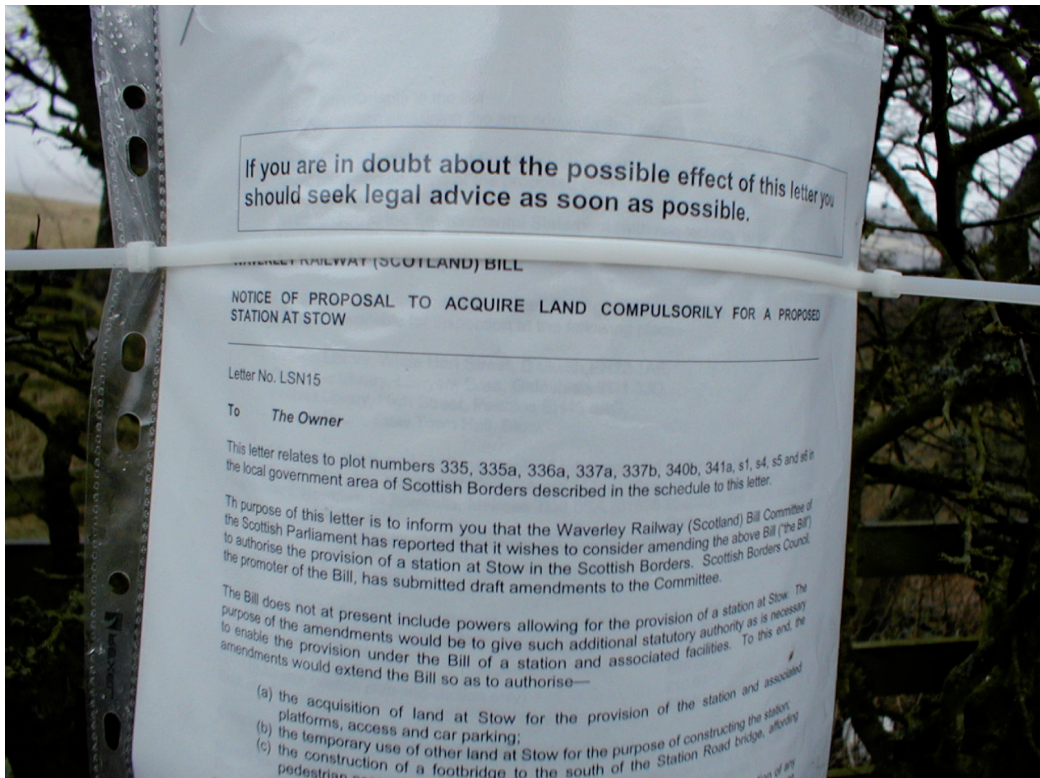 If you are in doubt about the possible effect of this letter you
should seek legal advice as soon as possible.
WAVERLEY RAILWAY (SCOTLAND) BILL
NOTICE OF PROPOSAL TO ACQUIRE LAND COMPULSORILY FOR A PROPOSED
STATION AT STOW
Letter No. LSN15
To The Owner
This letter relates to plot numbers 335, 335a, 336a, 337a, 337b, 340b, 341a, s1, s4, s5 and s6 in
the local government area of Scottish Borders described in the schedule to this letter.
Th purpose of this letter is to inform you that the Waverley Railway (Scotland) Bill Committee of
the Scottish Parliament has reported that it wishes to consider amending the above Bill ("the Bill")
to authorise the provision of a station at Stow in the Scottish Borders. Scottish Borders Council,
the promoter of the Bill, has submitted draft amendments to the Committee.
The Bill does not at present include powers allowing for the provision of a station at Stow. The
purpose of the amendments would be to give such additional statutory authority as is necessary
to enable the provision under the Bill of a station and associated facilities. To this end, the
amendments would extend the Bill so as to authorise—
(a) the acquisition of land at Stow for the provision of the station and associated
platforms, access and car parking;
(b) the temporary use of other land at Stow for the purpose of constructing the station;
(c) the construction of a footbridge to the south of the Station Road bridge, affording
pedestrian